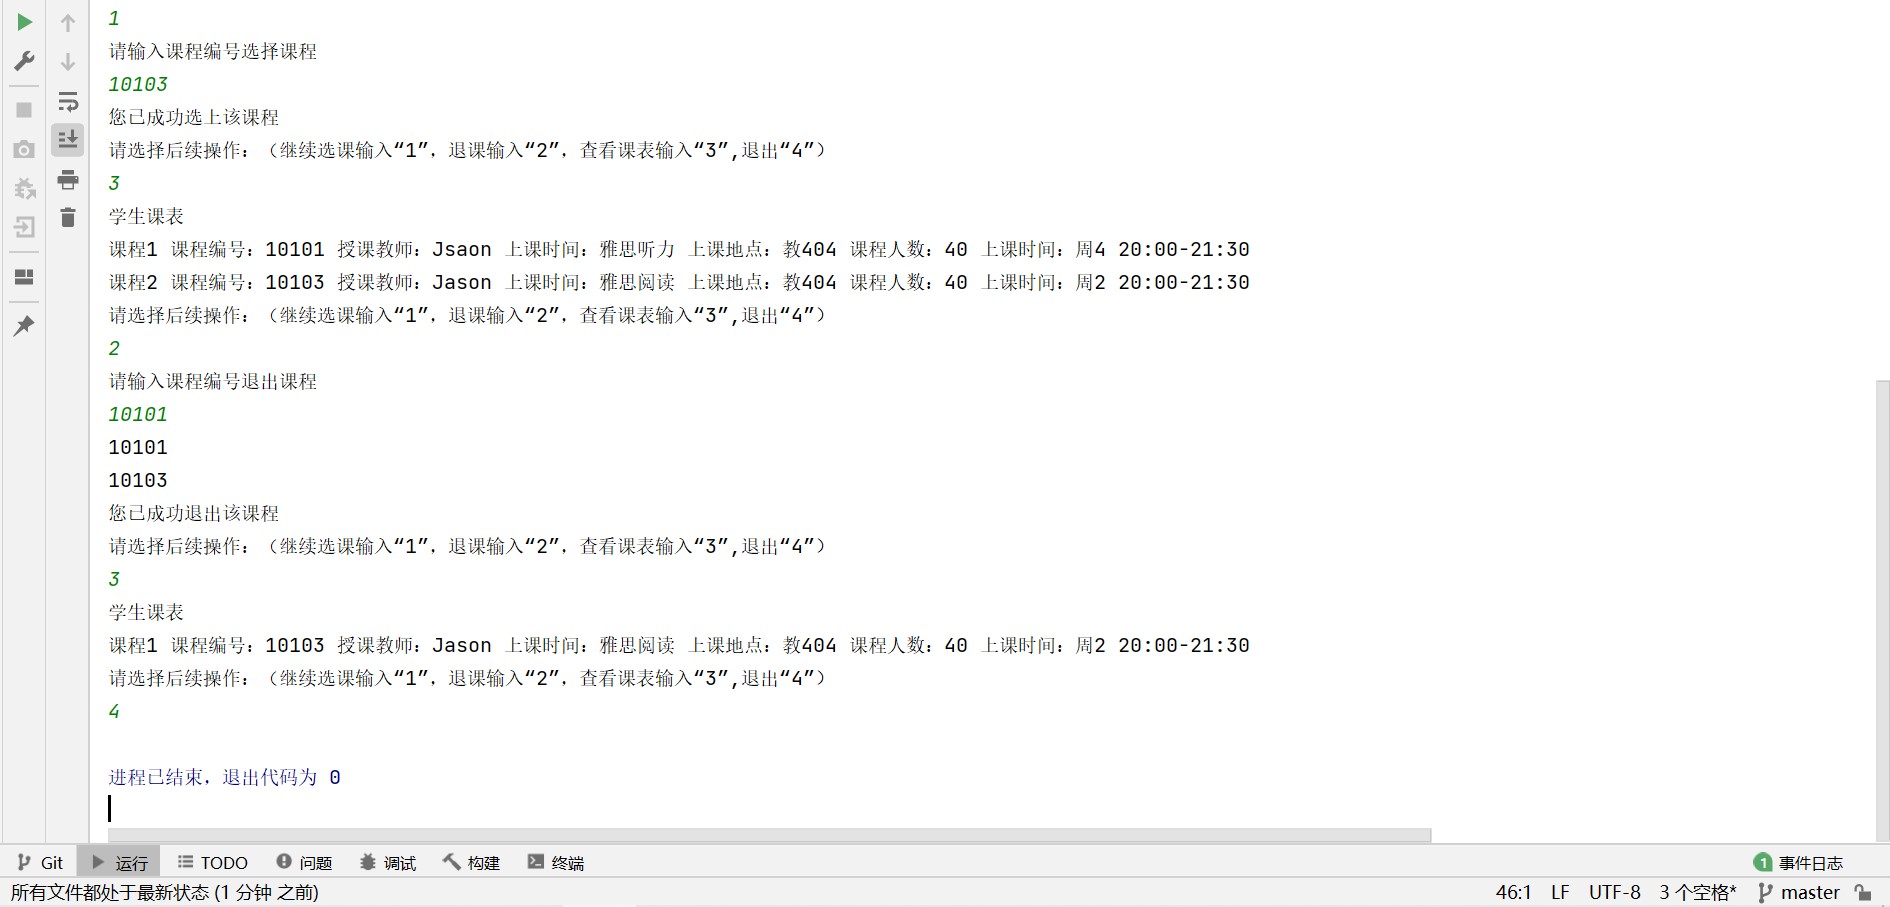 1
请输入课程编号选择课程
10103
您已成功选上该课程
请选择后续操作：（继续选课输入“1”，退课输入“2”，查看课表输入“3”,退出“4”）
3
学生课表
课程1 课程编号：10101 授课教师：Jsaon 上课时间：雅思听力 上课地点：教404 课程人数：40 上课时间：周4 20:00-21:30
课程2 课程编号：10103 授课教师：Jason 上课时间：雅思阅读 上课地点：教404 课程人数：40 上课时间：周2 20:00-21:30
请选择后续操作：（继续选课输入“1”，退课输入“2”，查看课表输入“3”,退出“4”）
2
请输入课程编号退出课程
10101
10101
10103
您已成功退出该课程
请选择后续操作：（继续选课输入“1”，退课输入“2”，查看课表输入“3”,退出“4”）
3
学生课表
课程1 课程编号：10103 授课教师：Jason 上课时间：雅思阅读 上课地点：教404 课程人数：40 上课时间：周2 20:00-21:30
请选择后续操作：（继续选课输入“1”，退课输入“2”，查看课表输入“3”,退出“4”）
4
进程已结束，退出代码为 0
Git 运行 TODO 问题 调试 构建 终端 1 事件日志
所有文件都处于最新状态 (1 分钟 之前) 46:1 LF UTF-8 3 个空格* master